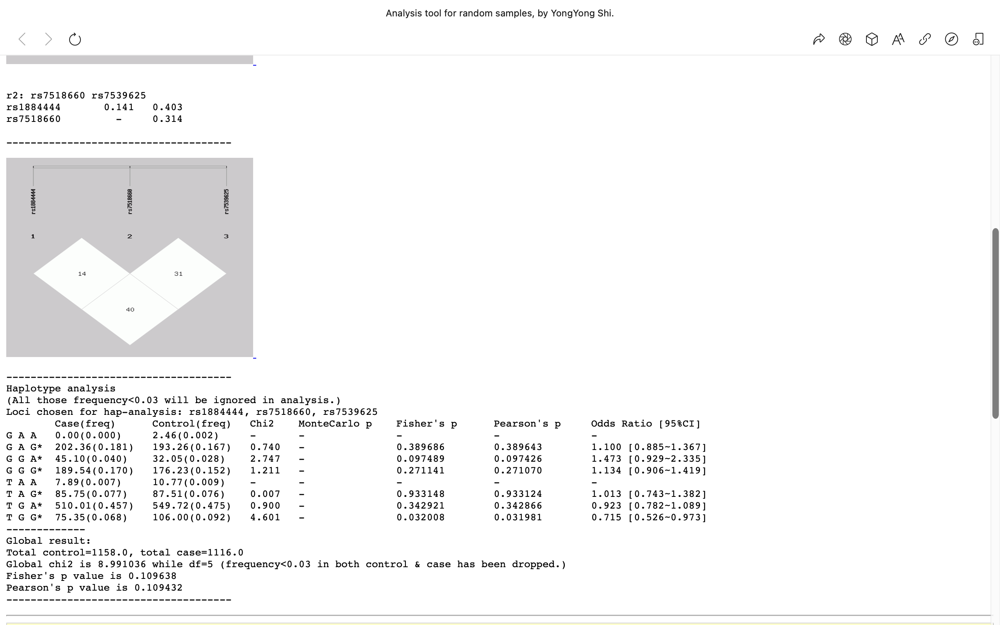 Analysis tool for random samples, by YongYong Shi.
r2: rs7518660 rs7539625
rs1884444 0.141 0.403
rs7518660 - 0.314
-------------------------------------
rs1884444 rs7518660 rs7539625
1 2 3
14 31
40
-------------------------------------
Haplotype analysis
(All those frequency<0.03 will be ignored in analysis.)
Loci chosen for hap-analysis: rs1884444, rs7518660, rs7539625
Case(freq) Control(freq) Chi2 MonteCarlo p Fisher's p Pearson's p Odds Ratio [95%CI]
G A A 0.00(0.000) 2.46(0.002) - - - - -
G A G* 202.36(0.181) 193.26(0.167) 0.740 - 0.389686 0.389643 1.100 [0.885~1.367]
G G A* 45.10(0.040) 32.05(0.028) 2.747 - 0.097489 0.097426 1.473 [0.929~2.335]
G G G* 189.54(0.170) 176.23(0.152) 1.211 - 0.271141 0.271070 1.134 [0.906~1.419]
T A A 7.89(0.007) 10.77(0.009) - - - - -
T A G* 85.75(0.077) 87.51(0.076) 0.007 - 0.933148 0.933124 1.013 [0.743~1.382]
T G A* 510.01(0.457) 549.72(0.475) 0.900 - 0.342921 0.342866 0.923 [0.782~1.089]
T G G* 75.35(0.068) 106.00(0.092) 4.601 - 0.032008 0.031981 0.715 [0.526~0.973]
-------------
Global result:
Total control=1158.0, total case=1116.0
Global chi2 is 8.991036 while df=5 (frequency<0.03 in both control & case has been dropped.)
Fisher's p value is 0.109638
Pearson's p value is 0.109432
-------------------------------------